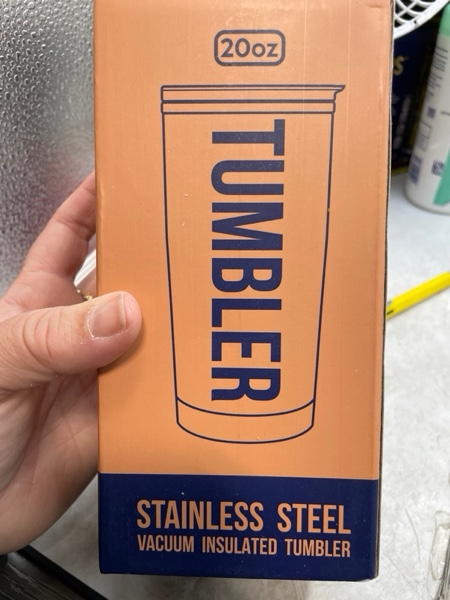 20oz
TUMBLER
STAINLESS STEEL
VACUUM INSULATED TUMBLER